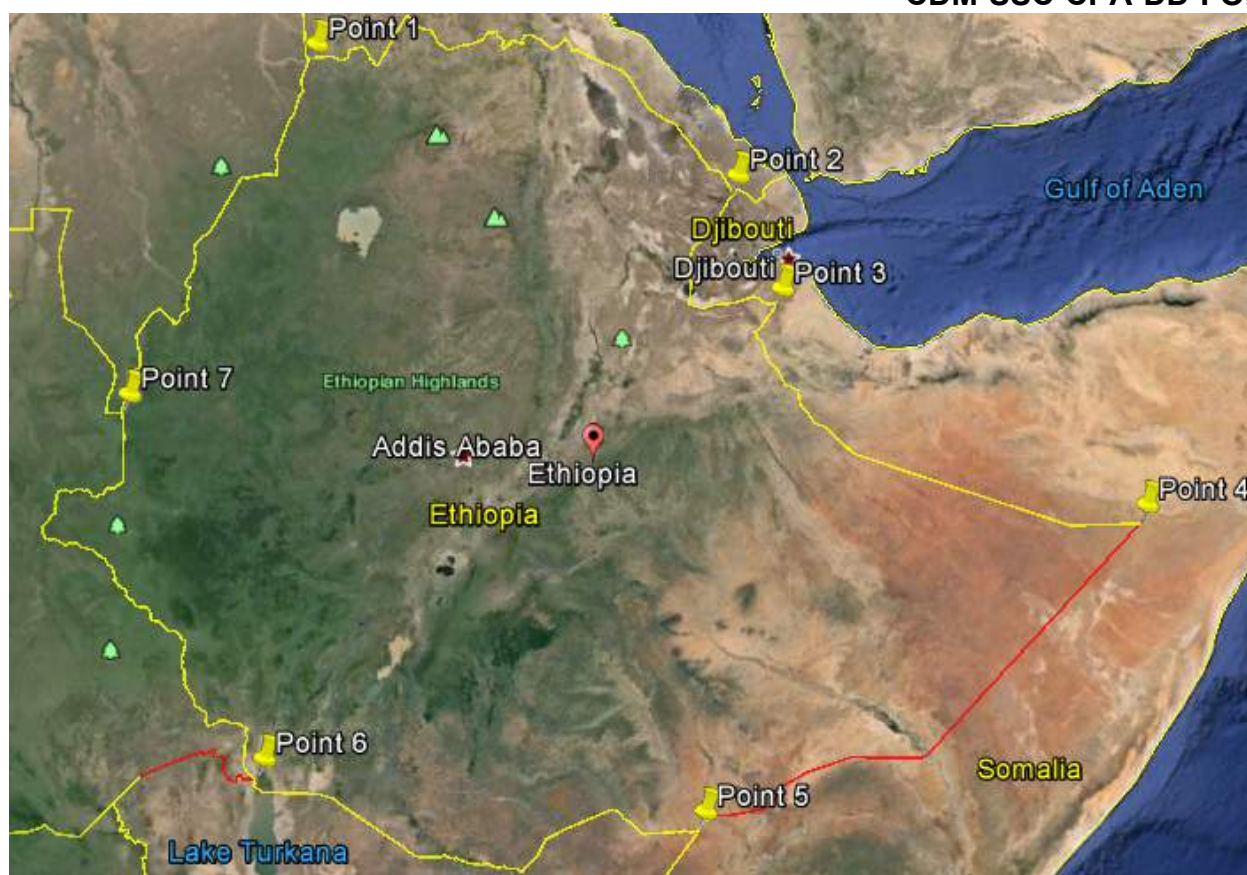 Point 1
Point 2
Gulf of Aden
Djibouti
Djibouti
Point 3
Point 7
Ethiopian Highlands
Addis Ababa
Ethiopia
Point 4
Ethiopia
Point 6
Somalia
Point 5
Lake Turkana